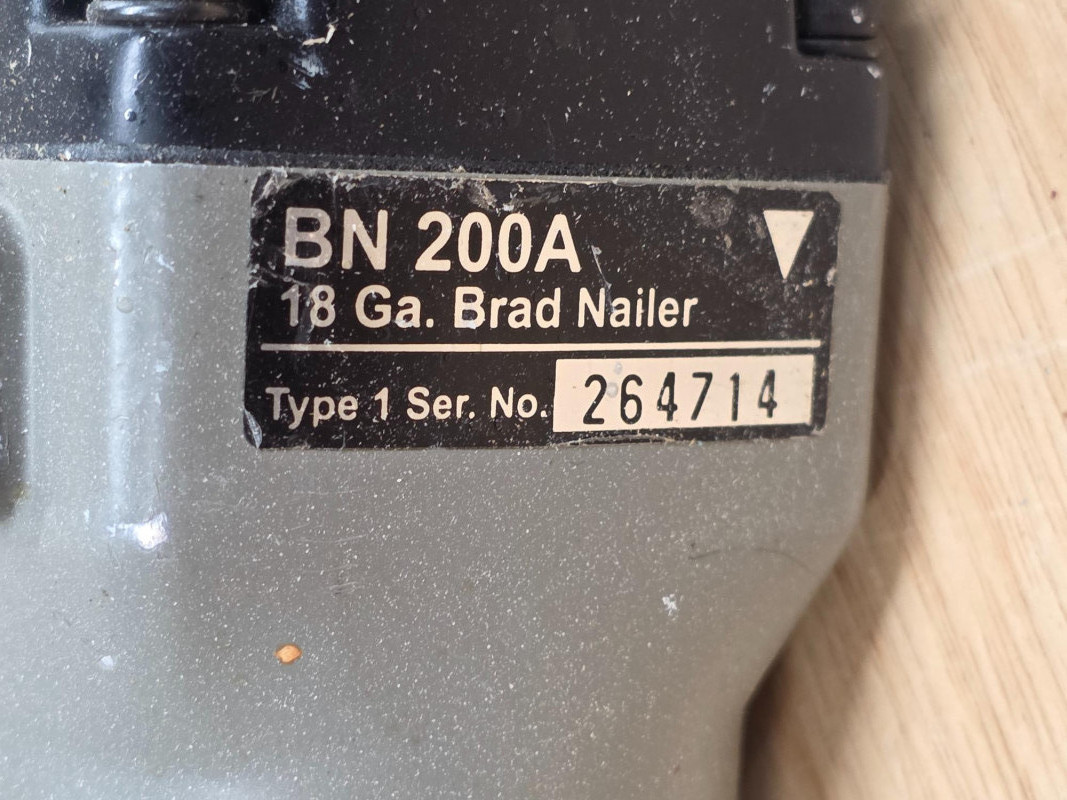 BN 200A
18 Ga. Brad Nailer
Type 1 Ser. No. 264714